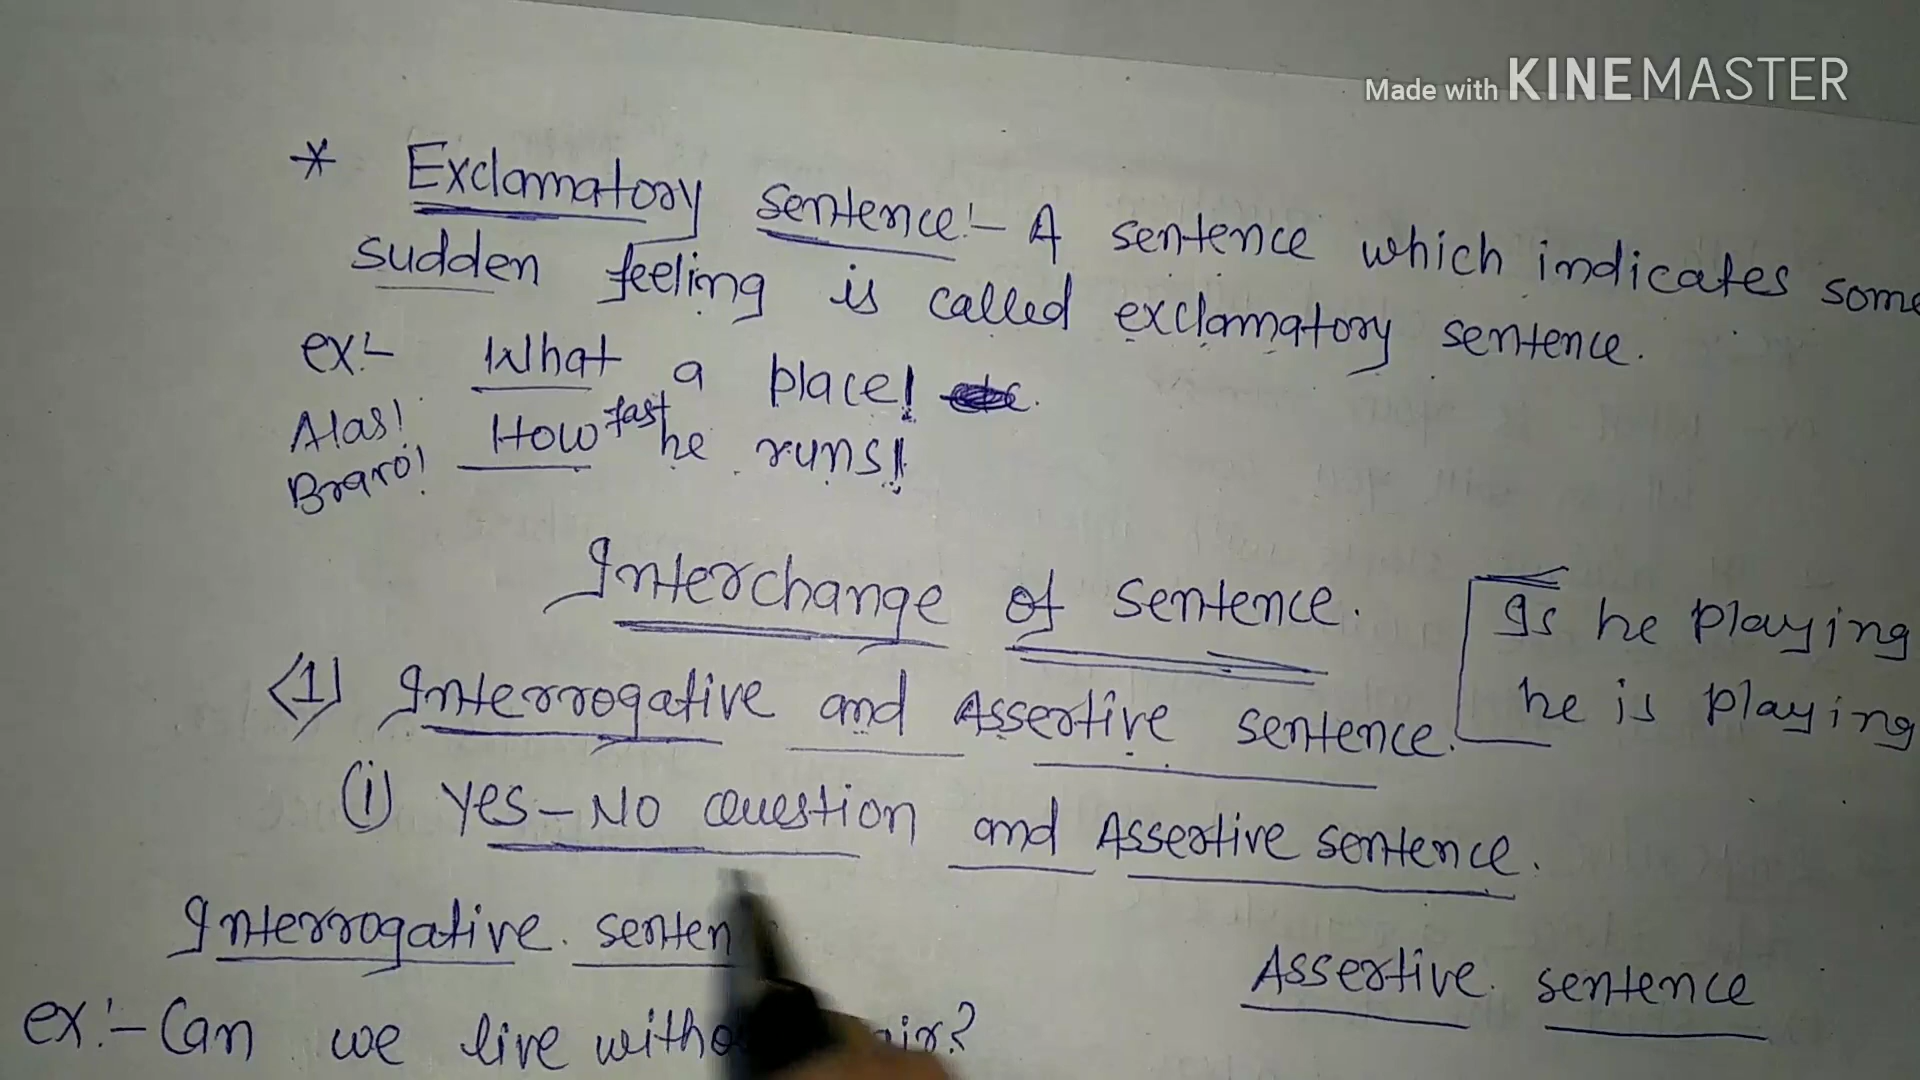 Made with KINEMASTER
* Exclamatory sentence:- A sentence which indicates some
sudden feeling is called exclamatory sentence.
ex:- What a place!
Alas! How fast he runs!
Bravo!
Interchange of sentence.
(1) Interrogative and Assertive sentence.
Is he playing
he is playing
(i) Yes-No Question and Assertive sentence.
Interrogative senten
Assertive sentence
ex:- Can we live air?